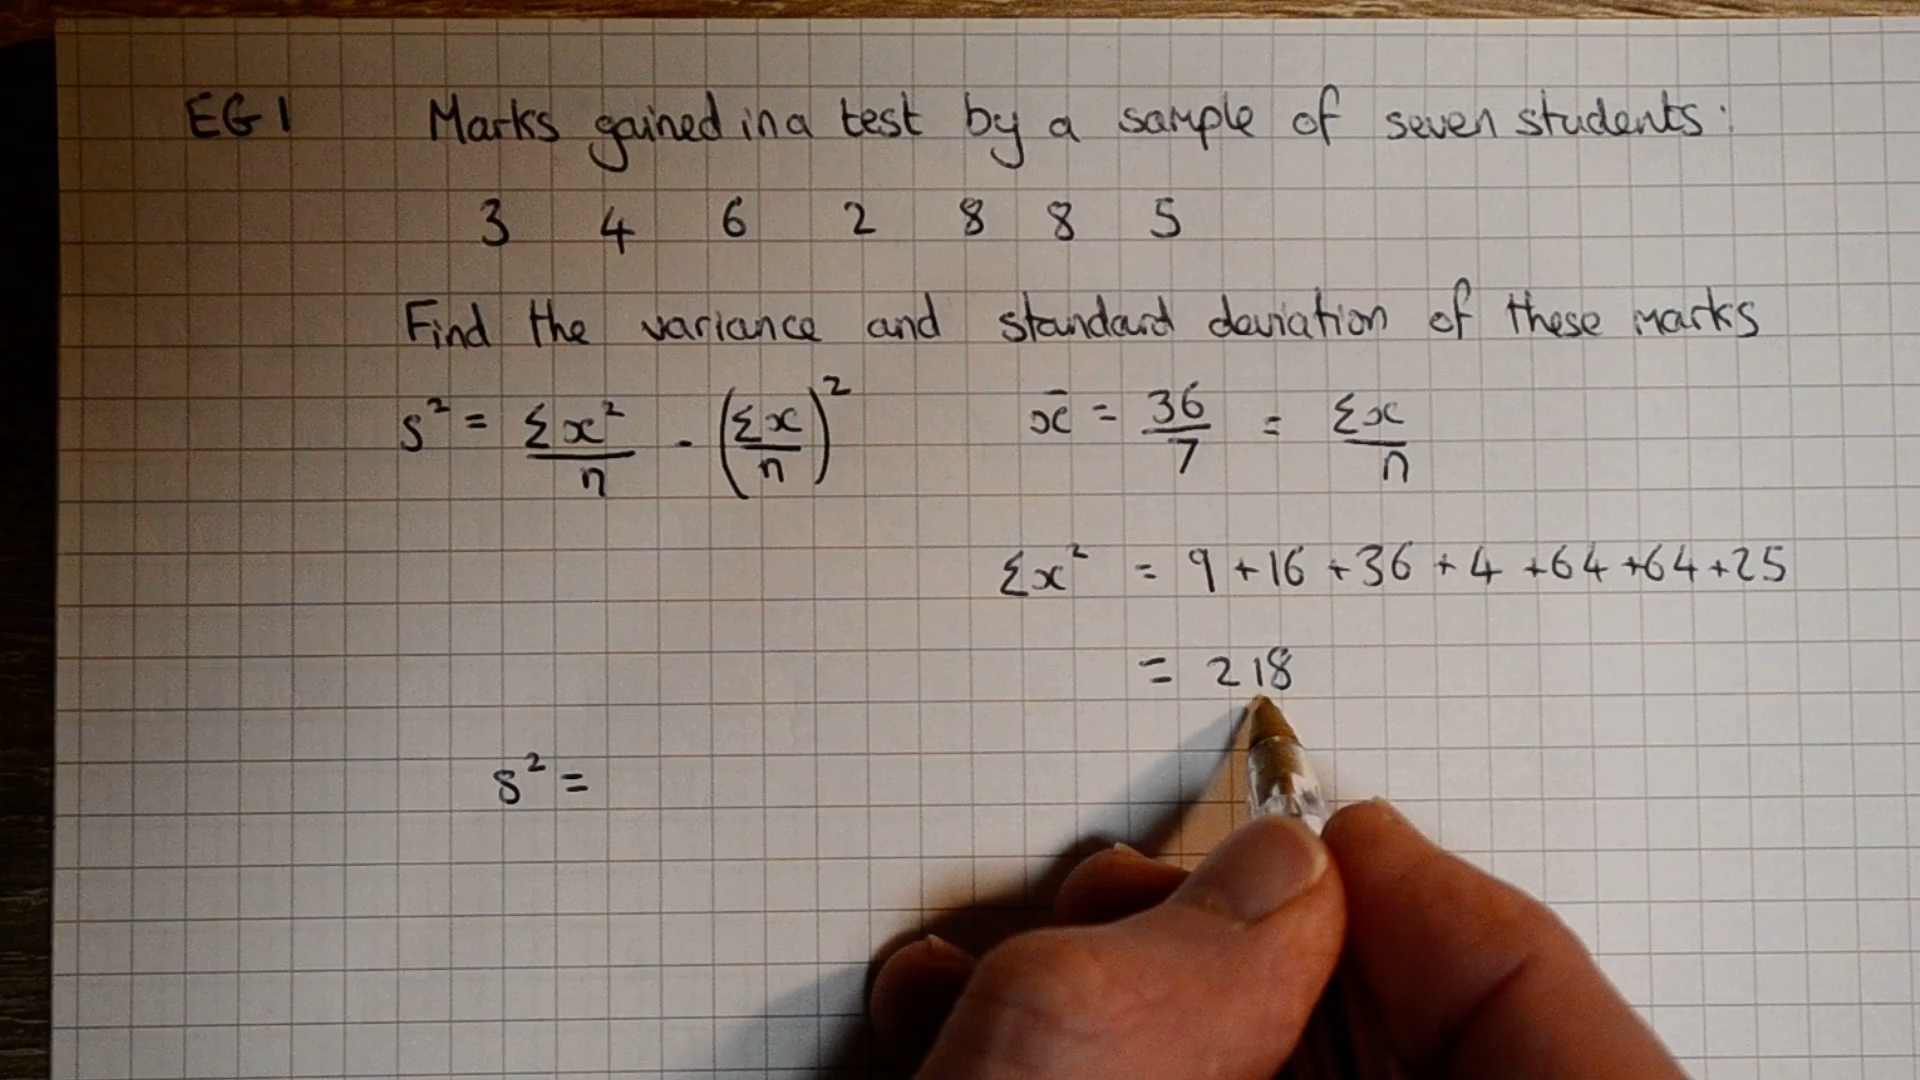 EG1 Marks gained in a test by a sample of seven students:
3 4 6 2 8 8 5
Find the variance and standard deviation of these marks
s² = Σx²/n - (Σx/n)² x̄ = 36/7 = Σx/n
Σx² = 9 + 16 + 36 + 4 + 64 + 64 + 25
= 218
s² =